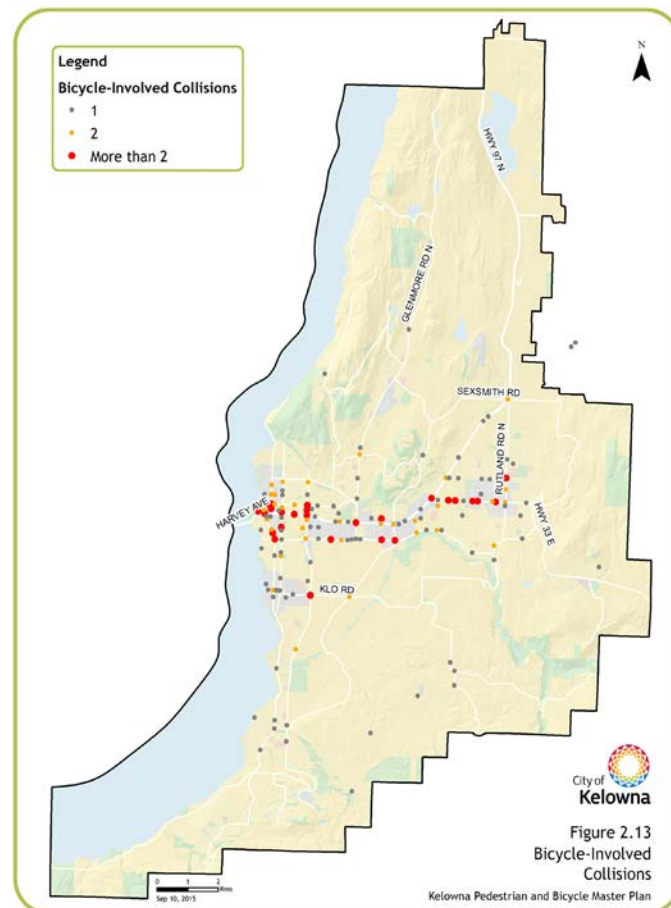 Legend
Bicycle-Involved Collisions
1
2
More than 2
N
HWY 97 N
GLENMORE RD N
SEXSMITH RD
RUTLAND RD N
HARVEY AVE
HWY 33 E
KLO RD
City of
Kelowna
Figure 2.13
Bicycle-Involved
Collisions
Kelowna Pedestrian and Bicycle Master Plan
0 1 2
Kms
Sep 10, 2015